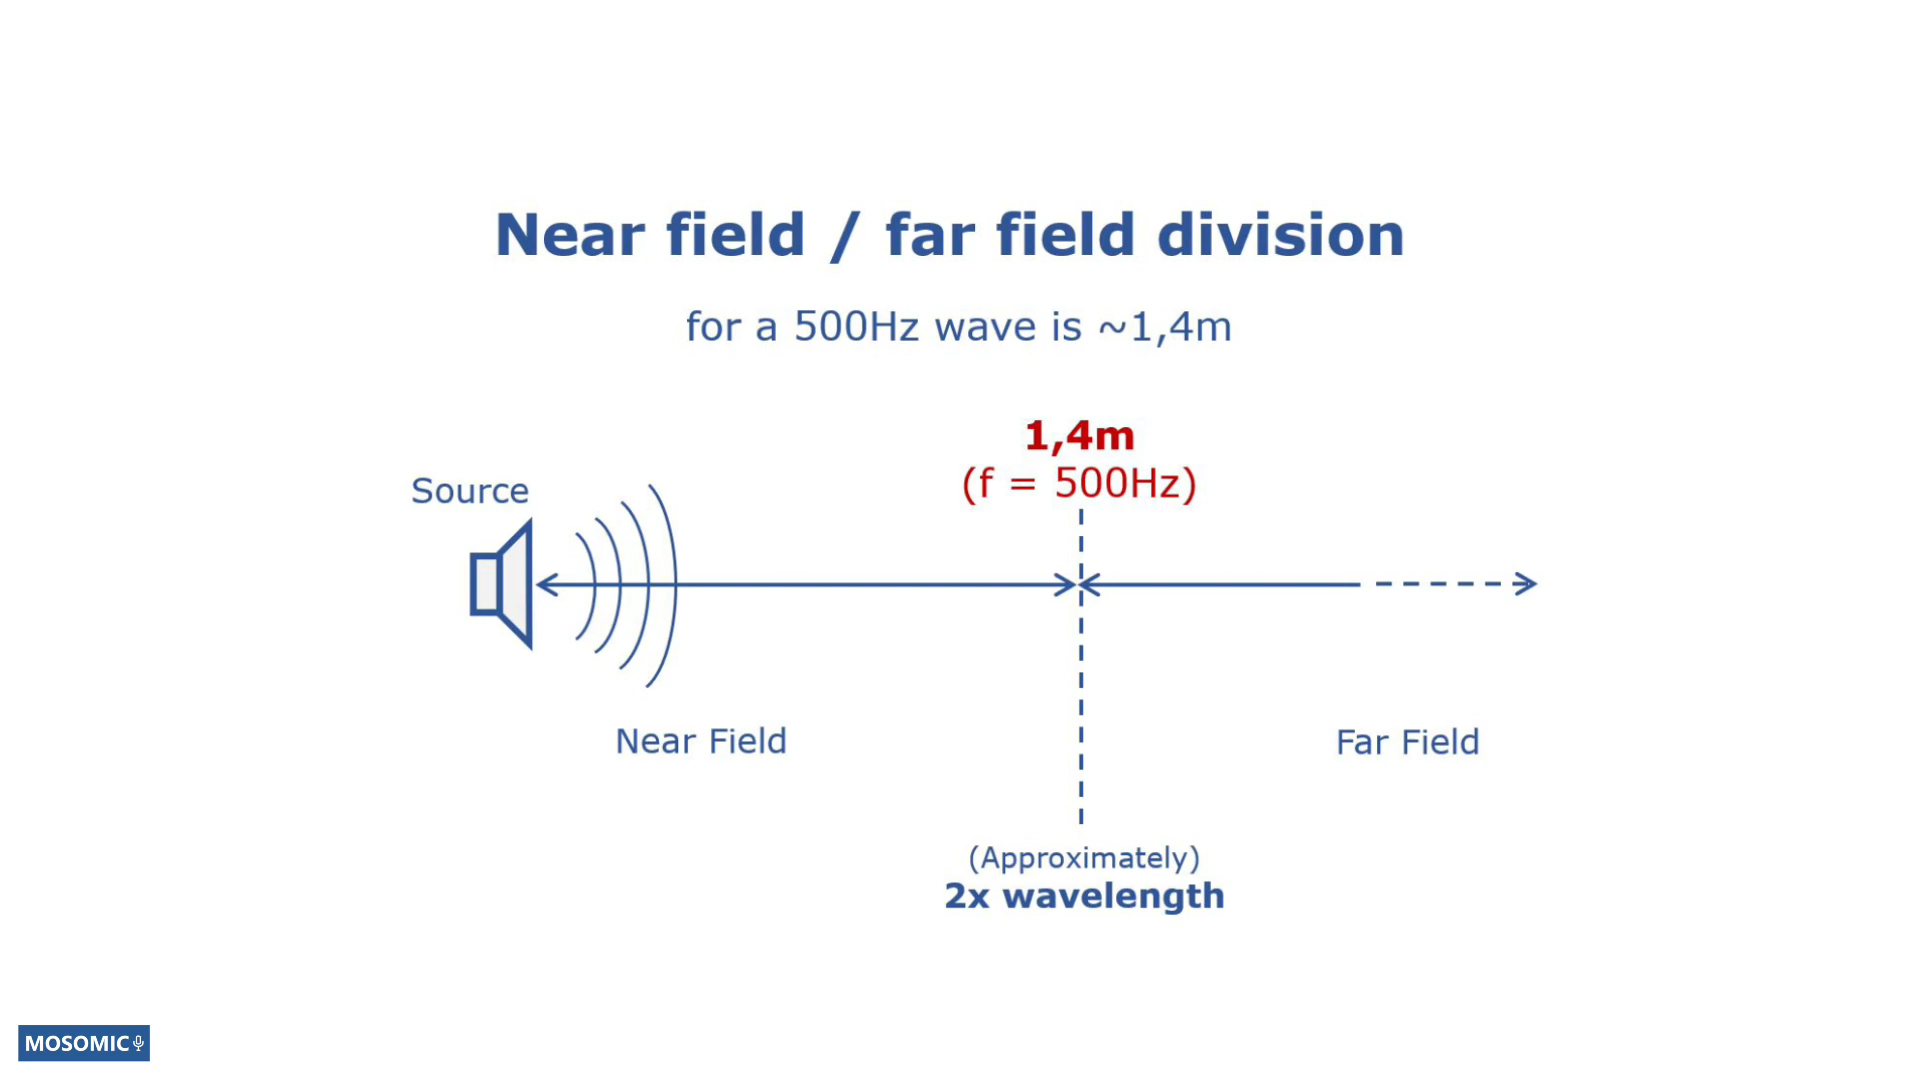 Near field / far field division
for a 500Hz wave is ~1,4m
1,4m
(f = 500Hz)
Source
Near Field
Far Field
(Approximately)
2x wavelength
MOSOMIC